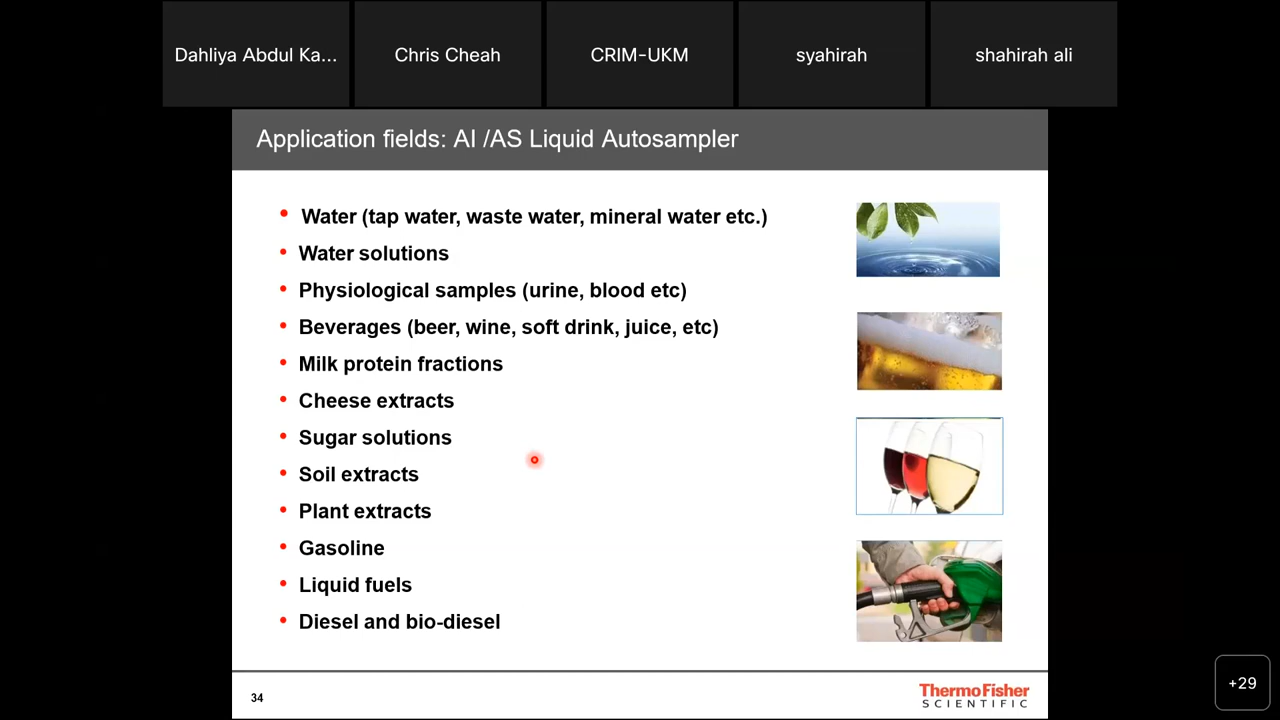 Dahliya Abdul Ka...
Chris Cheah
CRIM-UKM
syahirah
shahirah ali
Application fields: AI /AS Liquid Autosampler
• Water (tap water, waste water, mineral water etc.)
• Water solutions
• Physiological samples (urine, blood etc)
• Beverages (beer, wine, soft drink, juice, etc)
• Milk protein fractions
• Cheese extracts
• Sugar solutions
• Soil extracts
• Plant extracts
• Gasoline
• Liquid fuels
• Diesel and bio-diesel
34
ThermoFisher
SCIENTIFIC
+29